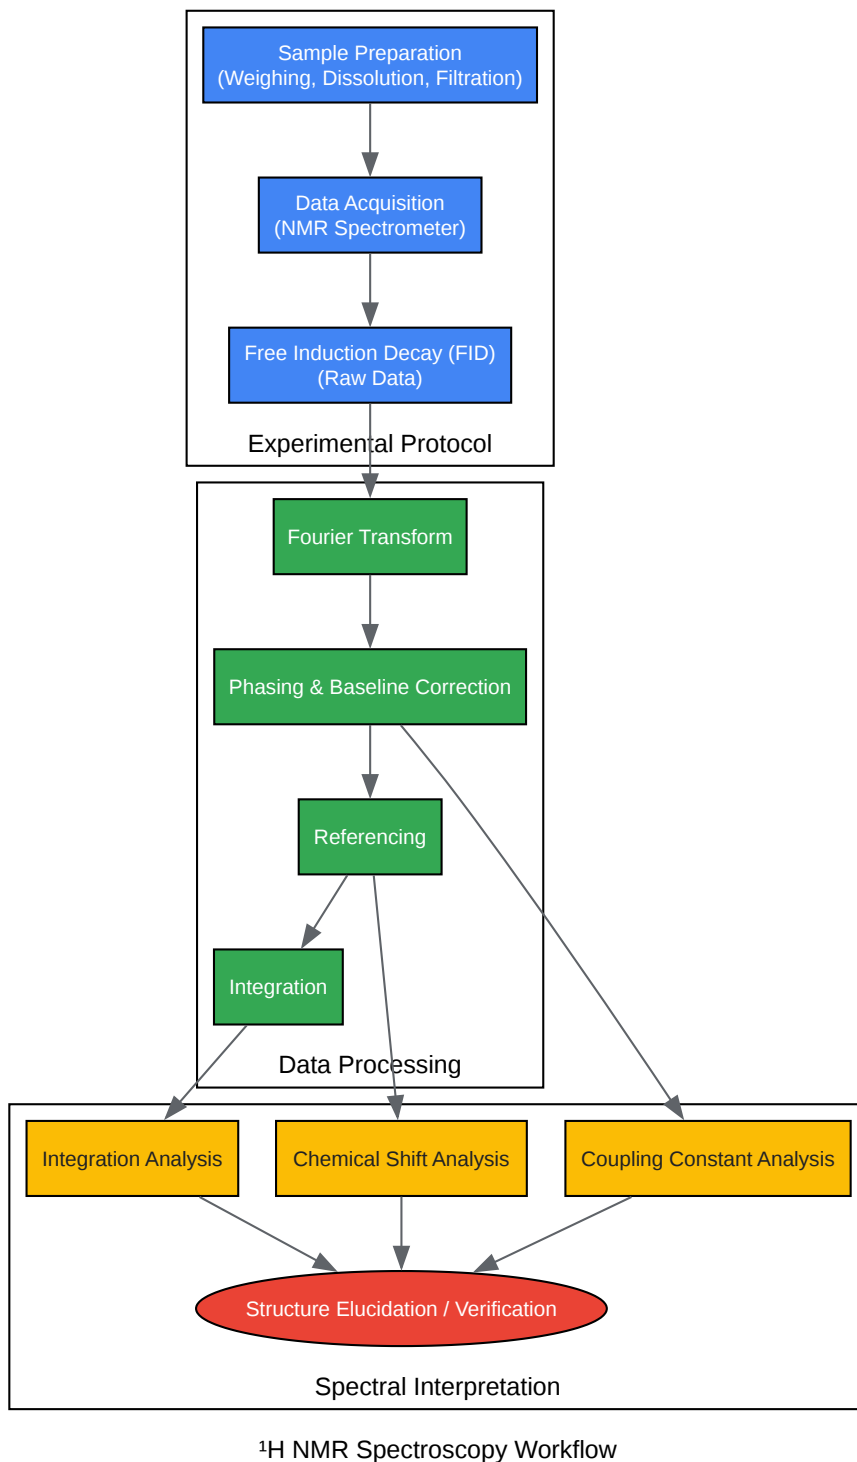 Sample Preparation
(Weighing, Dissolution, Filtration)
Data Acquisition
(NMR Spectrometer)
Free Induction Decay (FID)
(Raw Data)
Experimental Protocol
Fourier Transform
Phasing & Baseline Correction
Referencing
Integration
Data Processing
Integration Analysis
Chemical Shift Analysis
Coupling Constant Analysis
Structure Elucidation / Verification
Spectral Interpretation
¹H NMR Spectroscopy Workflow